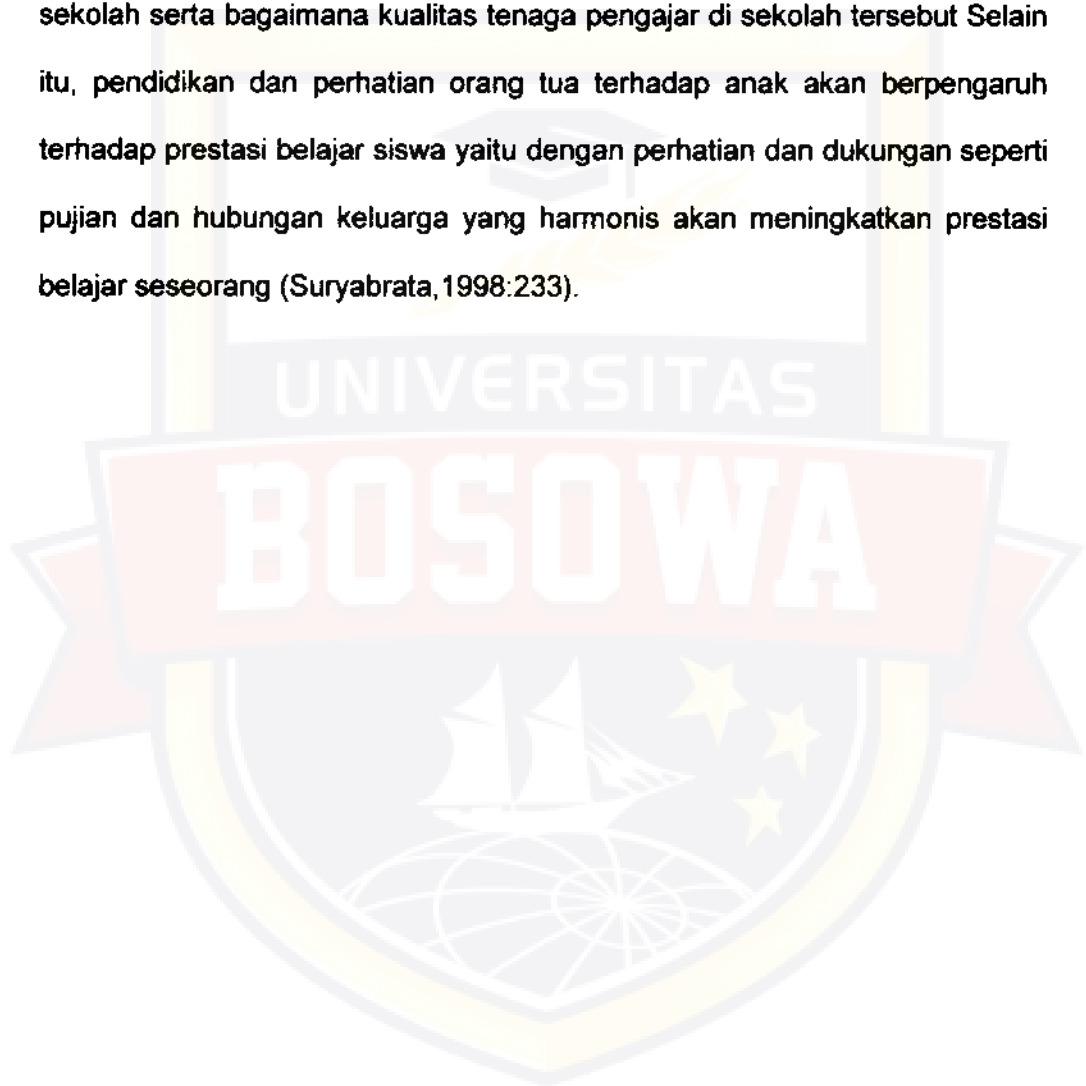 sekolah serta bagaimana kualitas tenaga pengajar di sekolah tersebut Selain
itu, pendidikan dan perhatian orang tua terhadap anak akan berpengaruh
terhadap prestasi belajar siswa yaitu dengan perhatian dan dukungan seperti
pujian dan hubungan keluarga yang harmonis akan meningkatkan prestasi
belajar seseorang (Suryabrata,1998:233).
UNIVERSITAS
BOSOWA